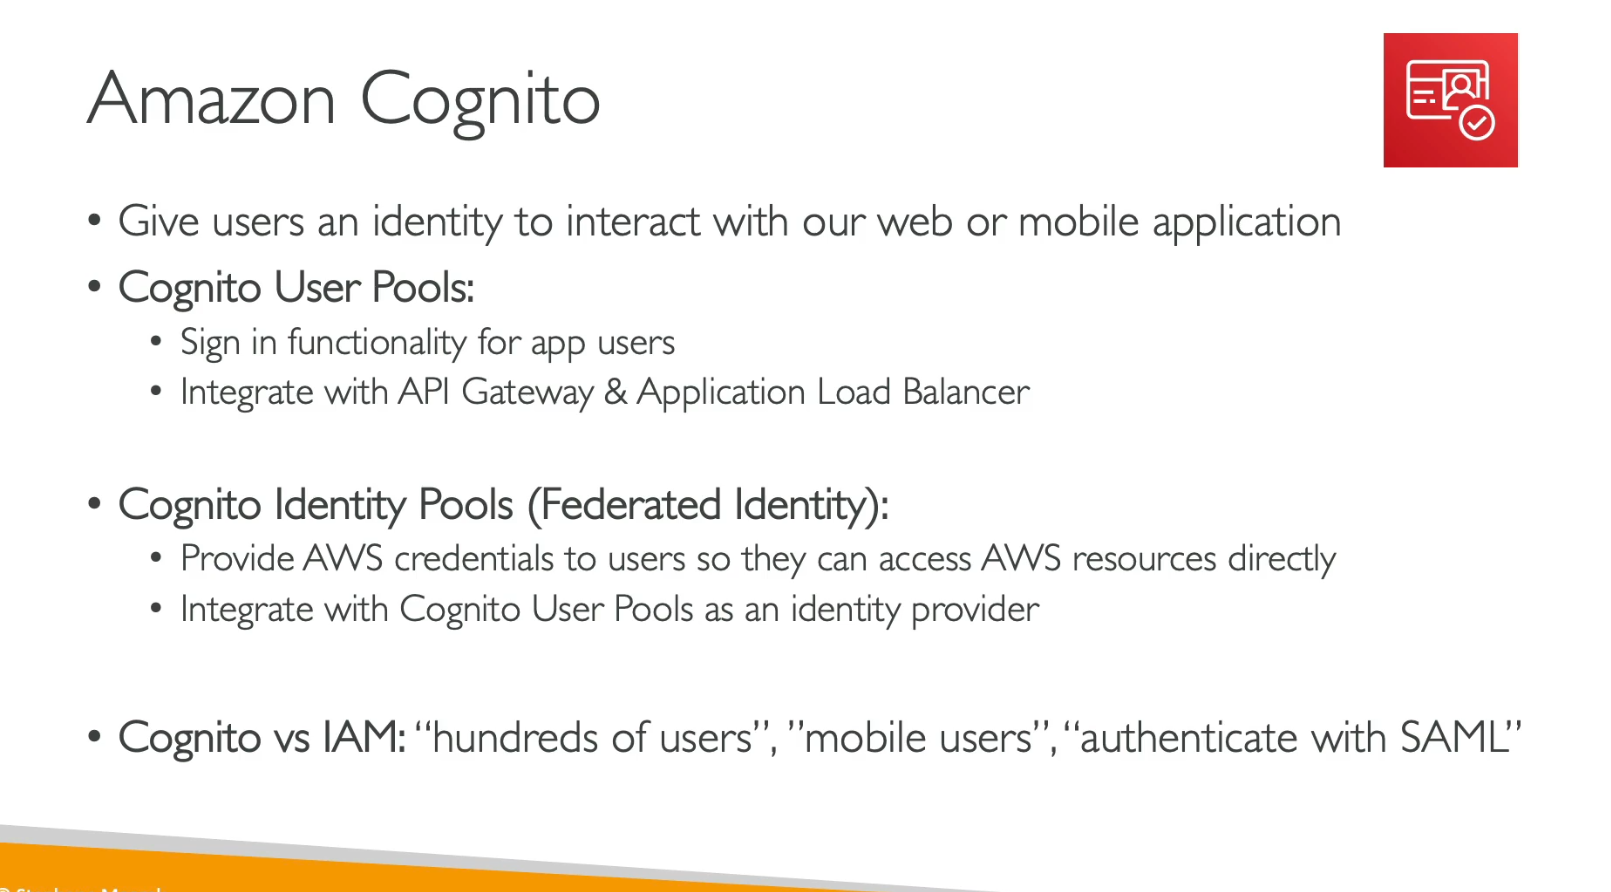 Amazon Cognito
• Give users an identity to interact with our web or mobile application
• Cognito User Pools:
• Sign in functionality for app users
• Integrate with API Gateway & Application Load Balancer
• Cognito Identity Pools (Federated Identity):
• Provide AWS credentials to users so they can access AWS resources directly
• Integrate with Cognito User Pools as an identity provider
• Cognito vs IAM: “hundreds of users”, ”mobile users”, “authenticate with SAML”